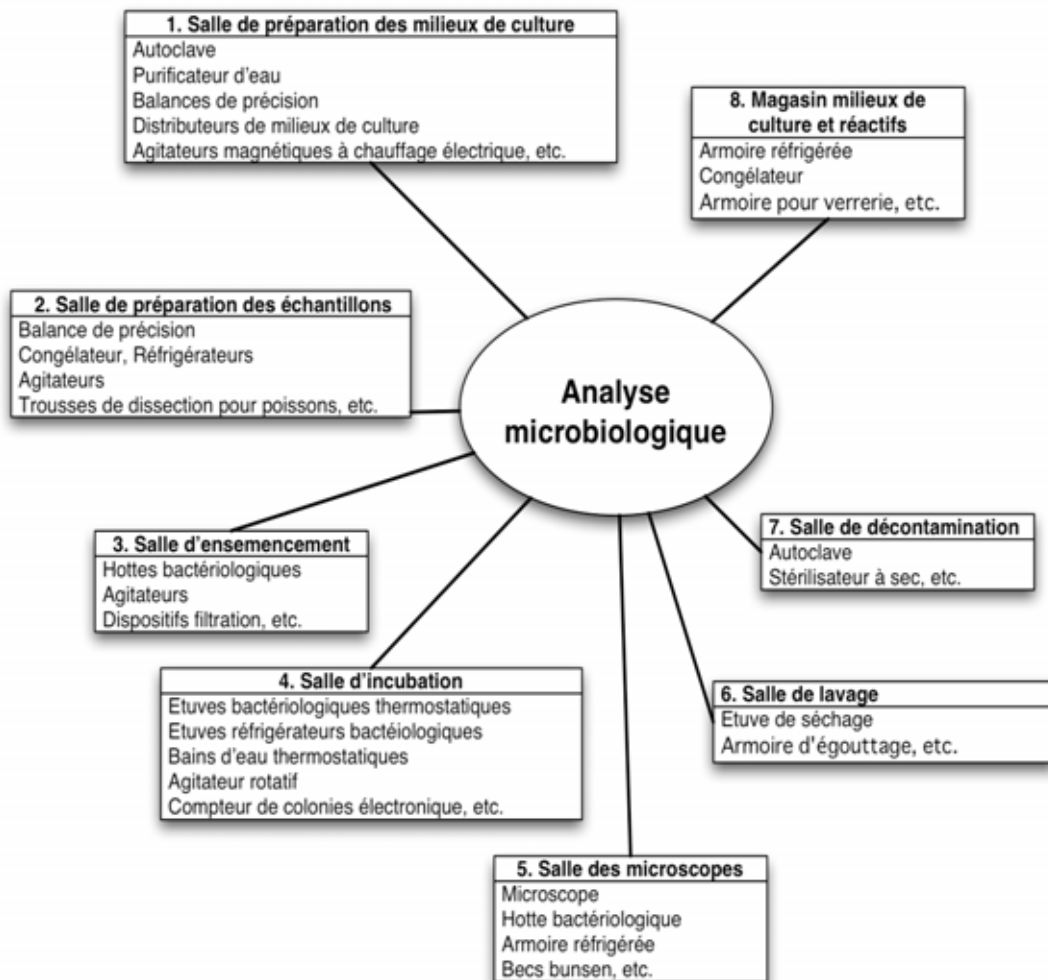 1. Salle de préparation des milieux de culture
Autoclave
Purificateur d'eau
Balances de précision
Distributeurs de milieux de culture
Agitateurs magnétiques à chauffage électrique, etc.
8. Magasin milieux de
culture et réactifs
Armoire réfrigérée
Congélateur
Armoire pour verrerie, etc.
2. Salle de préparation des échantillons
Balance de précision
Congélateur, Réfrigérateurs
Agitateurs
Trousses de dissection pour poissons, etc.
Analyse
microbiologique
3. Salle d'ensemencement
Hottes bactériologiques
Agitateurs
Dispositifs filtration, etc.
7. Salle de décontamination
Autoclave
Stérilisateur à sec, etc.
4. Salle d'incubation
Etuves bactériologiques thermostatiques
Etuves réfrigérateurs bactéiologiques
Bains d'eau thermostatiques
Agitateur rotatif
Compteur de colonies électronique, etc.
6. Salle de lavage
Etuve de séchage
Armoire d'égouttage, etc.
5. Salle des microscopes
Microscope
Hotte bactériologique
Armoire réfrigérée
Becs bunsen, etc.